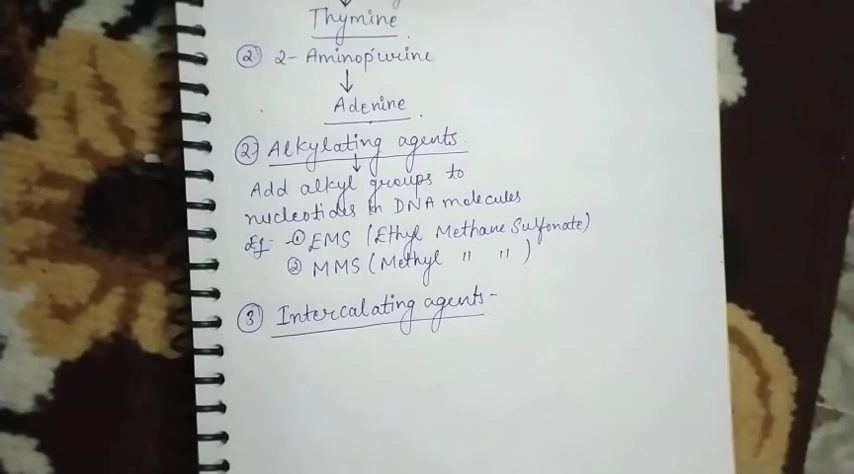 ↓
Thymine
② 2- Aminopurine
↓
Adenine
② Alkylating agents
↓
Add alkyl groups to
nucleotides in DNA molecules
Eg - ① EMS (Ethyl Methane Sulfonate)
② MMS (Methyl " " )
③ Intercalating agents -